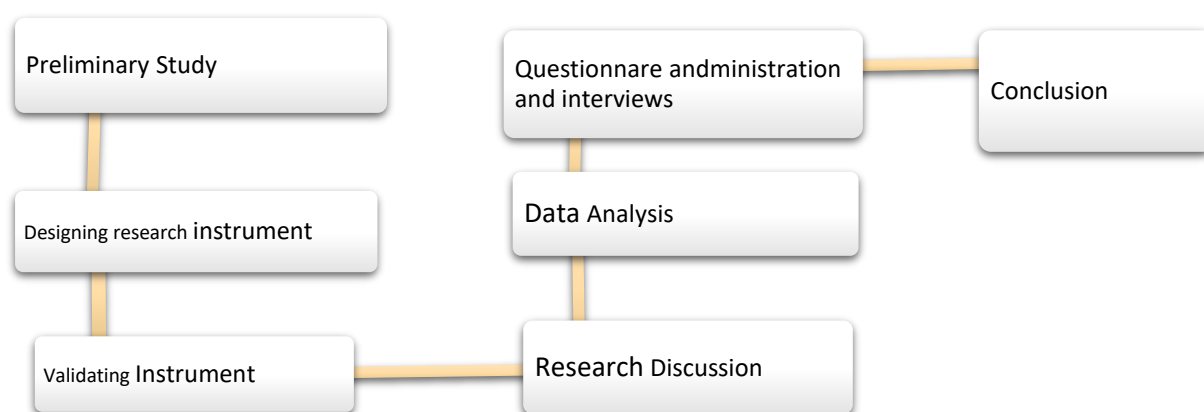 Preliminary Study
Designing research instrument
Validating Instrument
Questionnare andministration
and interviews
Data Analysis
Research Discussion
Conclusion